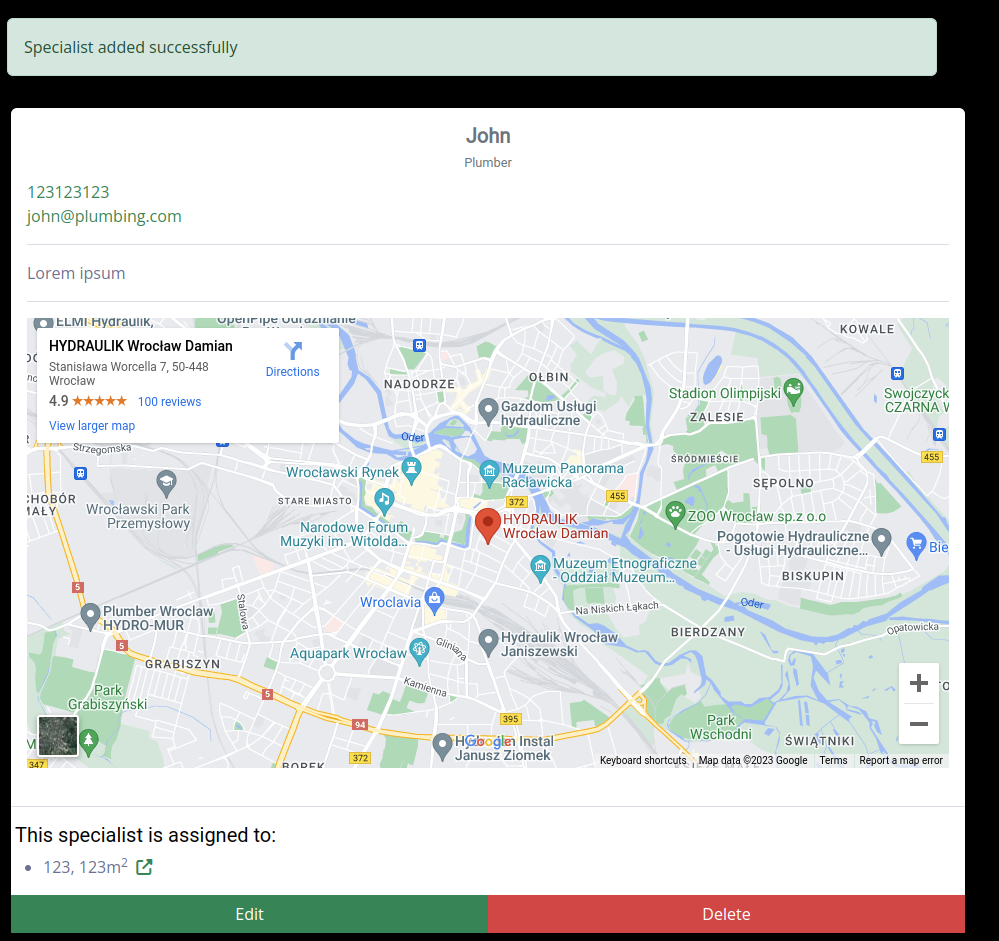 Specialist added successfully
John
Plumber
123123123
john@plumbing.com
Lorem ipsum
ELMI Hydraulik,
OpenPipe Udrażnianie
KOWALE
HYDRAULIK Wrocław Damian
Stanisława Worcella 7, 50-448
Wrocław
Directions
4.9
100 reviews
View larger map
NADODRZE
OŁBIN
Stadion Olimpijski
Swojczyck
CZARNA W
Gazdom Usługi
hydrauliczne
ZALESIE
Oder
Strzegomska
ŚRÓDMIEŚCIE
455
Wrocławski Rynek
Muzeum Panorama
Racławicka
SĘPOLNO
CHOBÓR
MAŁY
Wrocławski Park
Przemysłowy
STARE MIASTO
372
455
Narodowe Forum
Muzyki im. Witolda...
HYDRAULIK
Wrocław Damian
ZOO Wrocław sp.z o.o
Pogotowie Hydrauliczne
- Usługi Hydrauliczne...
Bie
Muzeum Etnograficzne
- Oddział Muzeum...
BISKUPIN
5
Wroclavia
Stalowa
Na Niskich Łąkach
Oder
Plumber Wroclaw
HYDRO-MUR
5
BIERDZANY
Opatowicka
Hydraulik Wrocław
Janiszewski
Gliniana
Aquapark Wrocław
GRABISZYN
Kamienna
5
Park
Grabiszyński
94
395
Park
Wschodni
ŚWIĄTNIKI
372
347
BOREK
Google
Instal
Janusz Ziomek
Keyboard shortcuts
Map data ©2023 Google
Terms
Report a map error
This specialist is assigned to:
123, 123m²
Edit
Delete